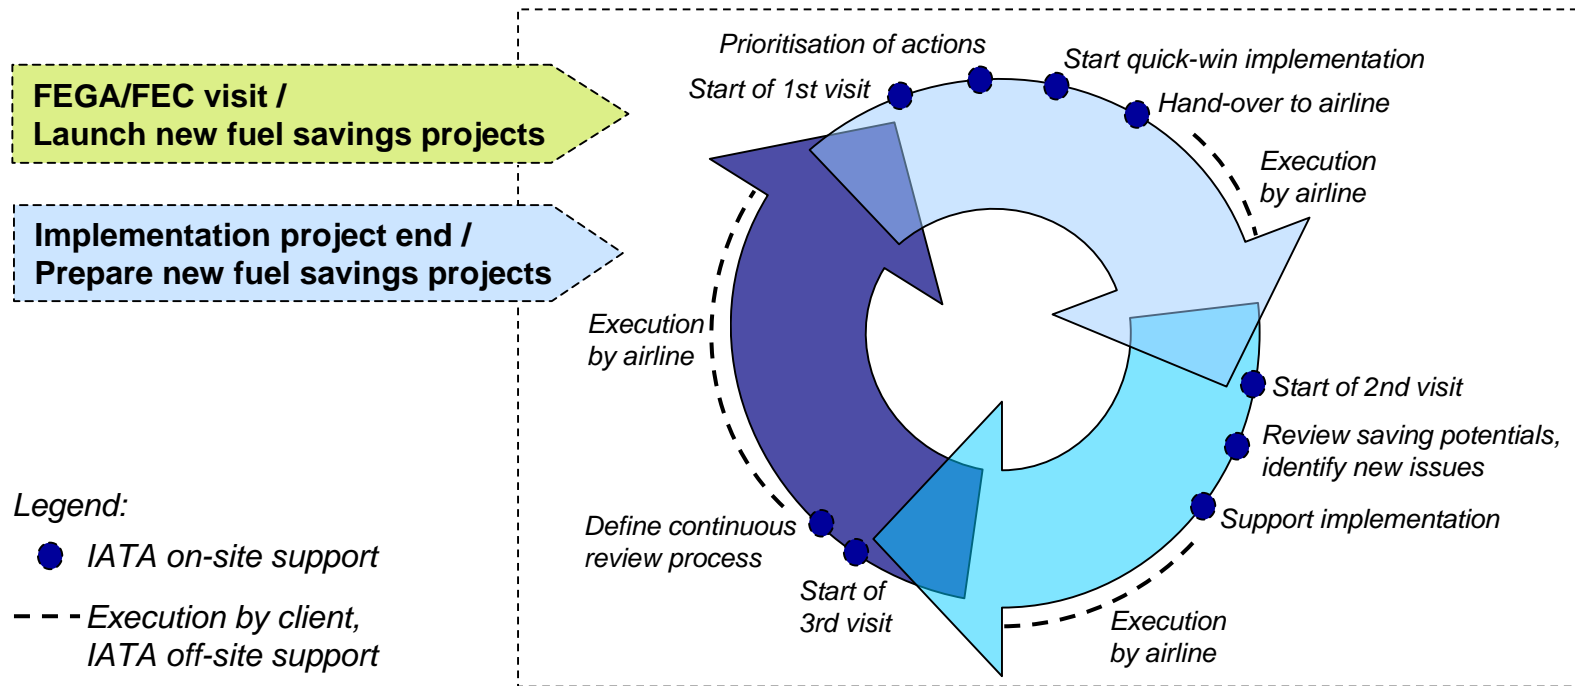 FEGA/FEC visit /
Launch new fuel savings projects
Implementation project end /
Prepare new fuel savings projects
Legend:
IATA on-site support
Execution by client,
IATA off-site support
Prioritisation of actions
Start of 1st visit
Start quick-win implementation
Hand-over to airline
Execution
by airline
Start of 2nd visit
Review saving potentials,
identify new issues
Support implementation
Execution
by airline
Start of
3rd visit
Define continuous
review process
Execution
by airline